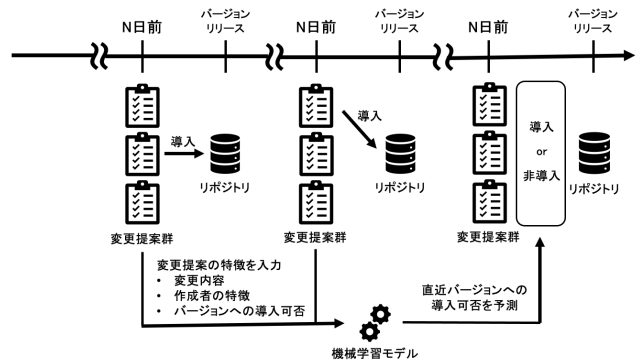 バージョン
リリース
N日前
バージョン
リリース
N日前
バージョン
リリース
N日前
導入
リポジトリ
変更提案群
導入
リポジトリ
変更提案群
導入
or
非導入
リポジトリ
変更提案群
変更提案の特徴を入力
• 変更内容
• 作成者の特徴
• バージョンへの導入可否
直近バージョンへの
導入可否を予測
機械学習モデル